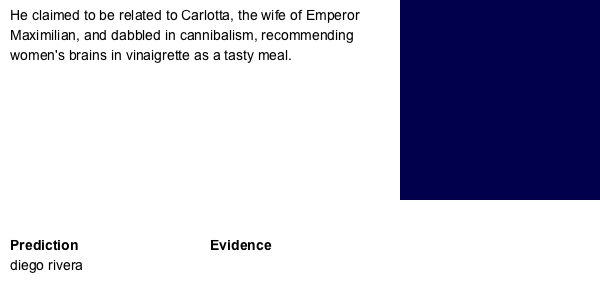 He claimed to be related to Carlotta, the wife of Emperor
Maximilian, and dabbled in cannibalism, recommending
women's brains in vinaigrette as a tasty meal.
Prediction Evidence
diego rivera